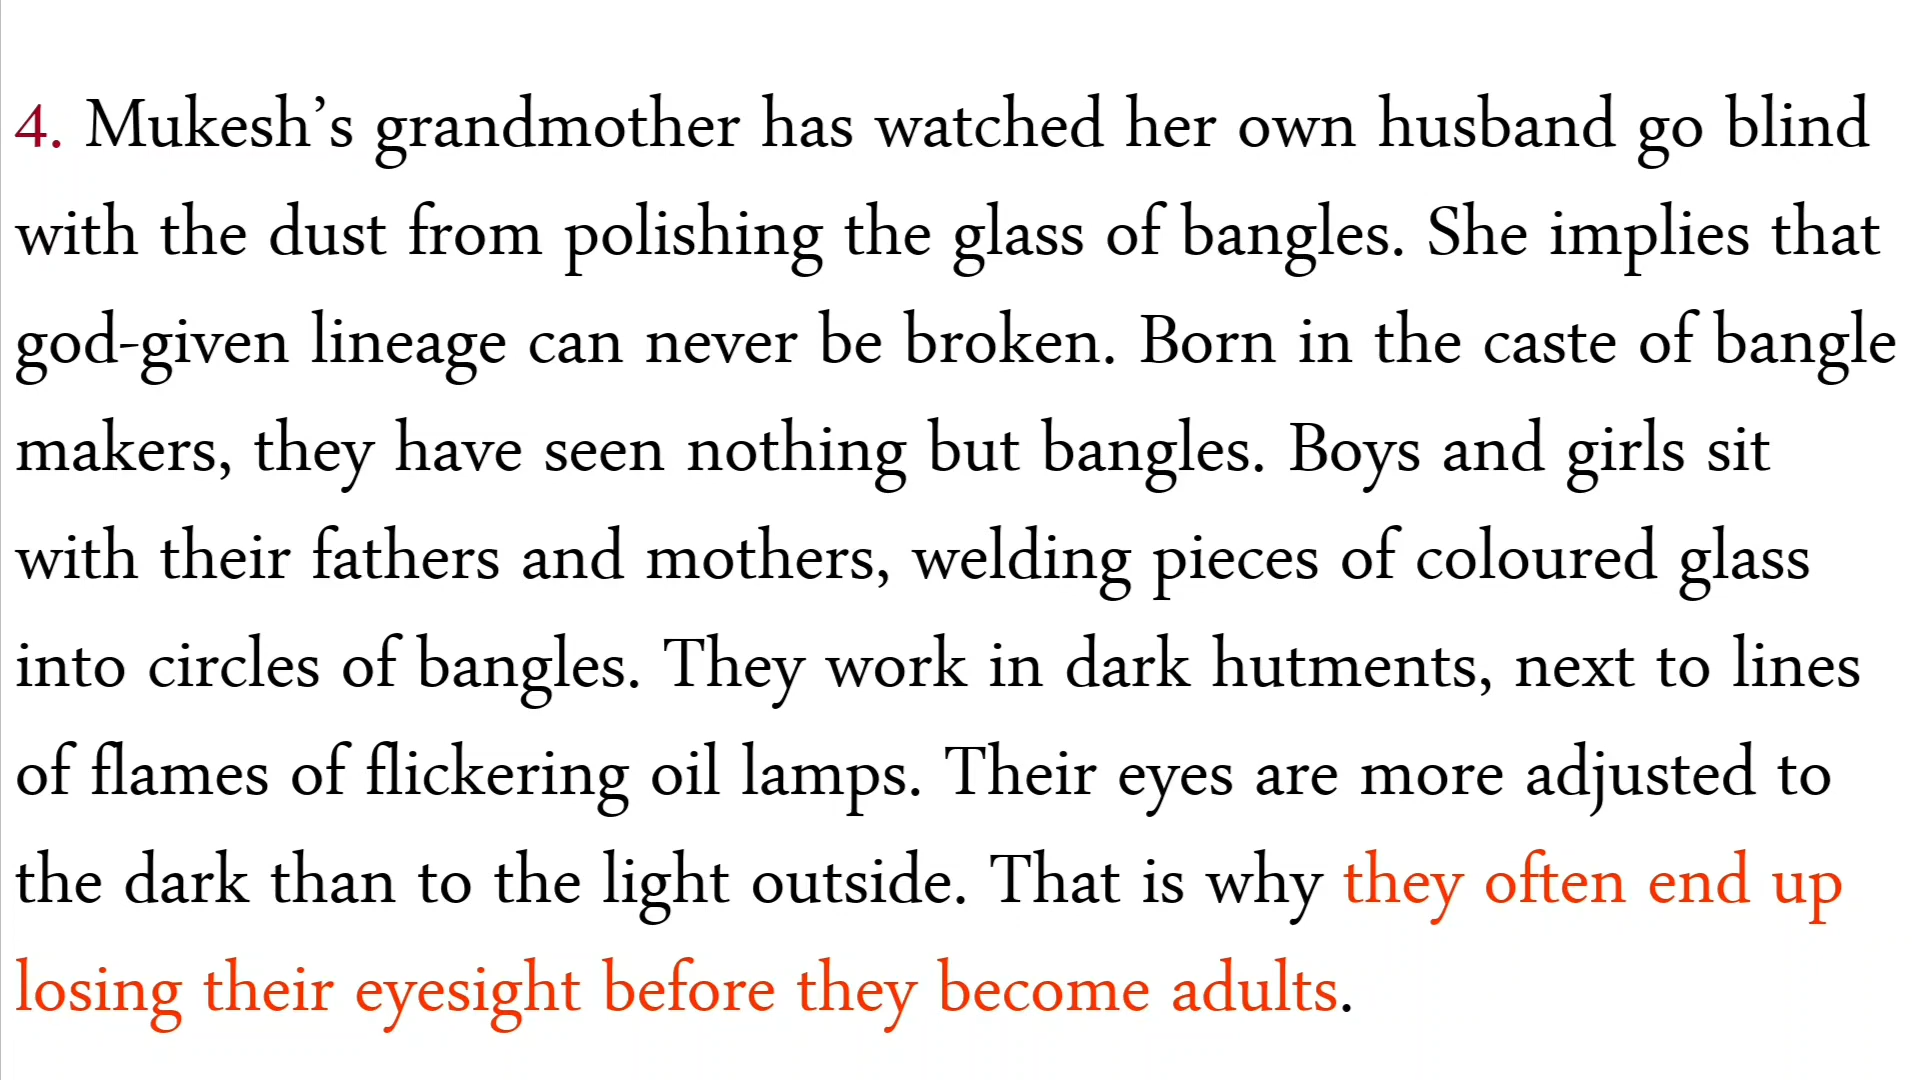 4. Mukesh’s grandmother has watched her own husband go blind
with the dust from polishing the glass of bangles. She implies that
god-given lineage can never be broken. Born in the caste of bangle
makers, they have seen nothing but bangles. Boys and girls sit
with their fathers and mothers, welding pieces of coloured glass
into circles of bangles. They work in dark hutments, next to lines
of flames of flickering oil lamps. Their eyes are more adjusted to
the dark than to the light outside. That is why they often end up
losing their eyesight before they become adults.